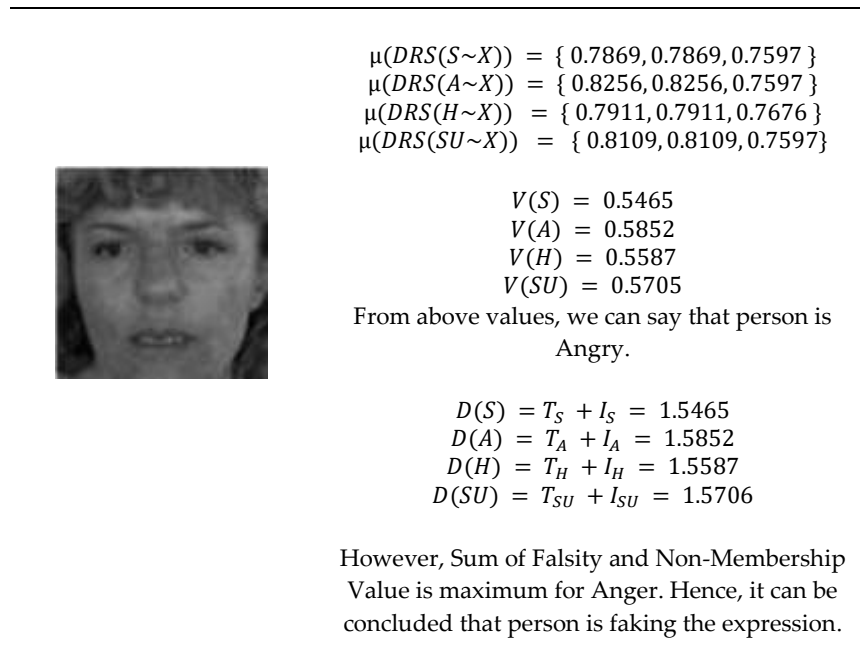 μ(DRS(S~X)) = { 0.7869, 0.7869, 0.7597 }
μ(DRS(A~X)) = { 0.8256, 0.8256, 0.7597 }
μ(DRS(H~X)) = { 0.7911, 0.7911, 0.7676 }
μ(DRS(SU~X)) = { 0.8109, 0.8109, 0.7597}
V(S) = 0.5465
V(A) = 0.5852
V(H) = 0.5587
V(SU) = 0.5705
From above values, we can say that person is
Angry.
D(S) = T_S + I_S = 1.5465
D(A) = T_A + I_A = 1.5852
D(H) = T_H + I_H = 1.5587
D(SU) = T_SU + I_SU = 1.5706
However, Sum of Falsity and Non-Membership
Value is maximum for Anger. Hence, it can be
concluded that person is faking the expression.